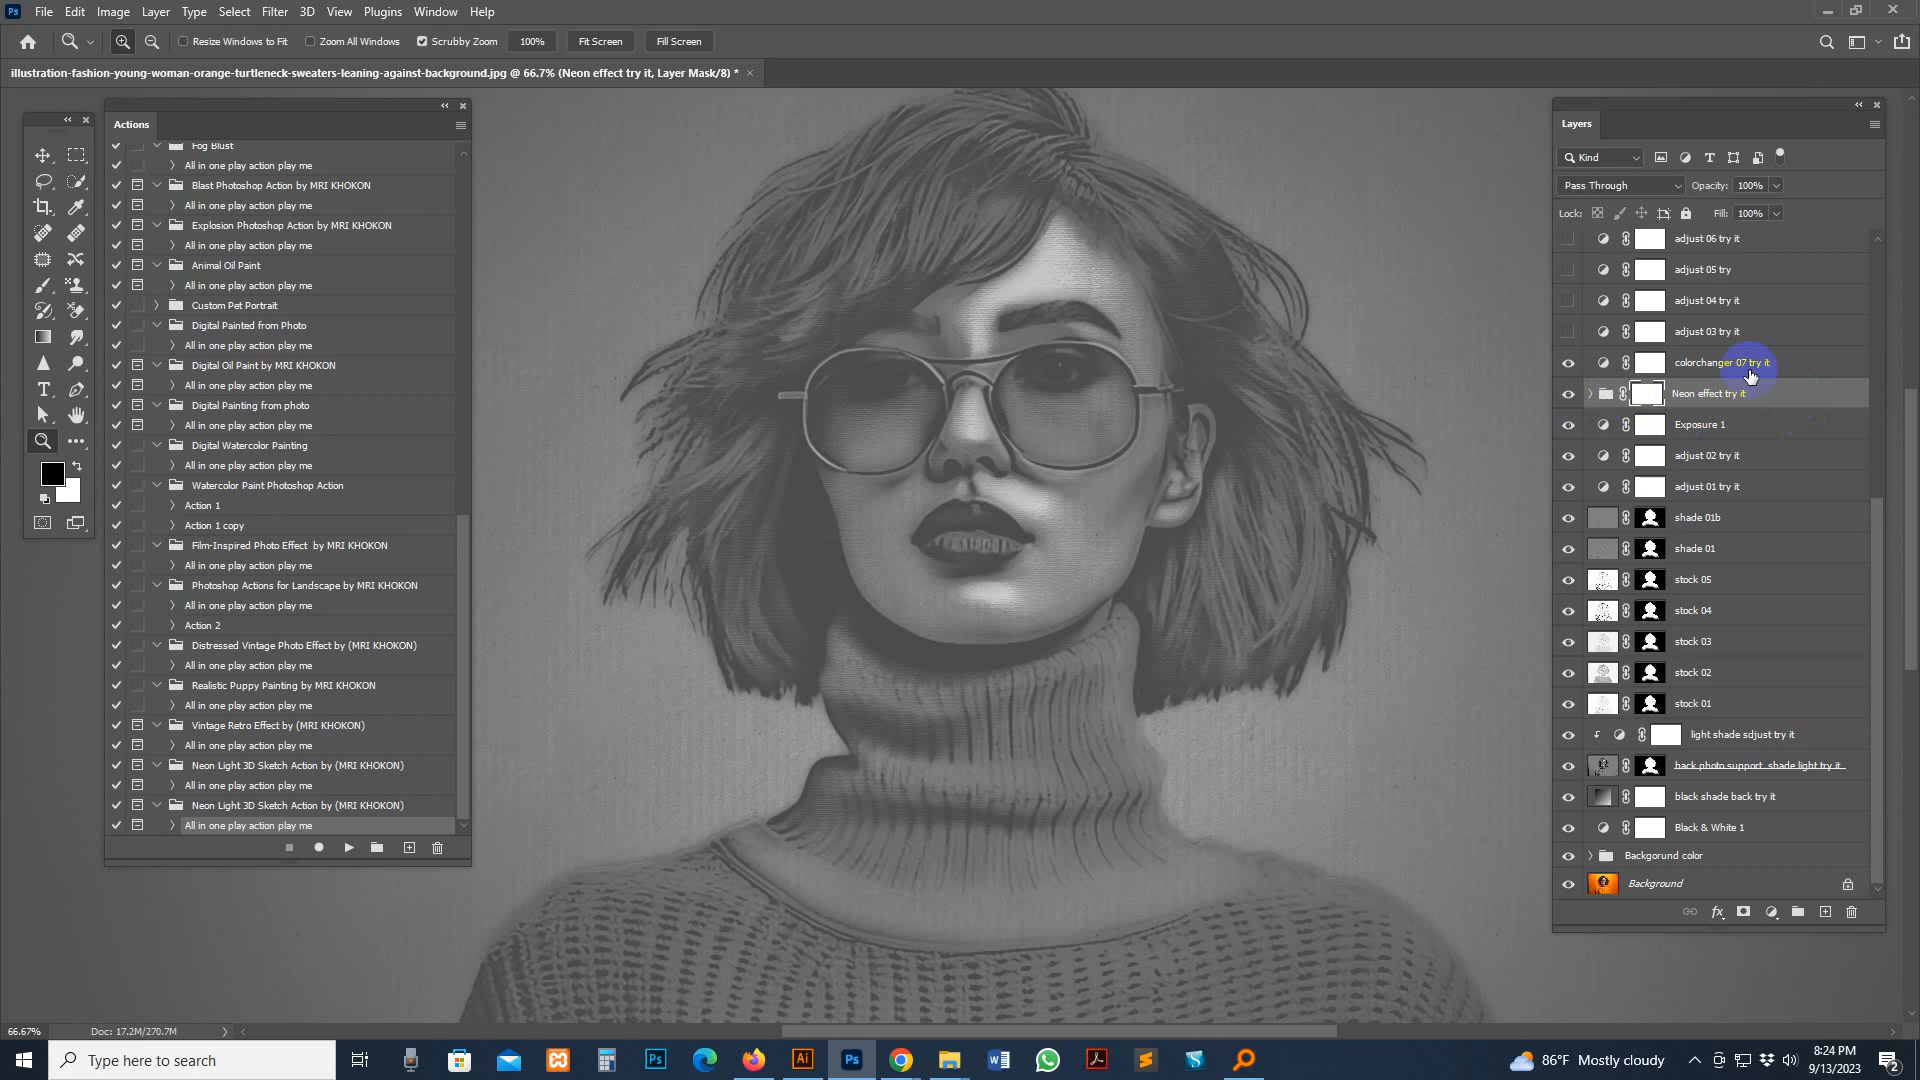 Ps File Edit Image Layer Type Select Filter 3D View Plugins Window Help
Resize Windows to Fit Zoom All Windows Scrubby Zoom 100% Fit Screen Fill Screen
illustration-fashion-young-woman-orange-turtleneck-sweaters-leaning-against-background.jpg @ 66.7% (Neon effect try it, Layer Mask/8) *
Actions
Fog Blust
All in one play action play me
Blast Photoshop Action by MRI KHOKON
All in one play action play me
Explosion Photoshop Action by MRI KHOKON
All in one play action play me
Animal Oil Paint
All in one play action play me
Custom Pet Portrait
Digital Painted from Photo
All in one play action play me
Digital Oil Paint by MRI KHOKON
All in one play action play me
Digital Painting from photo
All in one play action play me
Digital Watercolor Painting
All in one play action play me
Watercolor Paint Photoshop Action
Action 1
Action 1 copy
Film-Inspired Photo Effect by MRI KHOKON
All in one play action play me
Photoshop Actions for Landscape by MRI KHOKON
All in one play action play me
Action 2
Distressed Vintage Photo Effect by (MRI KHOKON)
All in one play action play me
Realistic Puppy Painting by MRI KHOKON
All in one play action play me
Vintage Retro Effect by (MRI KHOKON)
All in one play action play me
Neon Light 3D Sketch Action by (MRI KHOKON)
All in one play action play me
Neon Light 3D Sketch Action by (MRI KHOKON)
All in one play action play me
Layers
Kind
Pass Through Opacity: 100%
Lock: Fill: 100%
adjust 06 try it
adjust 05 try
adjust 04 try it
adjust 03 try it
colorchanger 07 try it
Neon effect try it
Exposure 1
adjust 02 try it
adjust 01 try it
shade 01b
shade 01
stock 05
stock 04
stock 03
stock 02
stock 01
light shade sdjust try it
back photo support shade light try it
black shade back try it
Black & White 1
Backgorund color
Background
66.67% Doc: 17.2M/270.7M
Type here to search
Ps Ai Ps
86°F Mostly cloudy
8:24 PM
9/13/2023
2